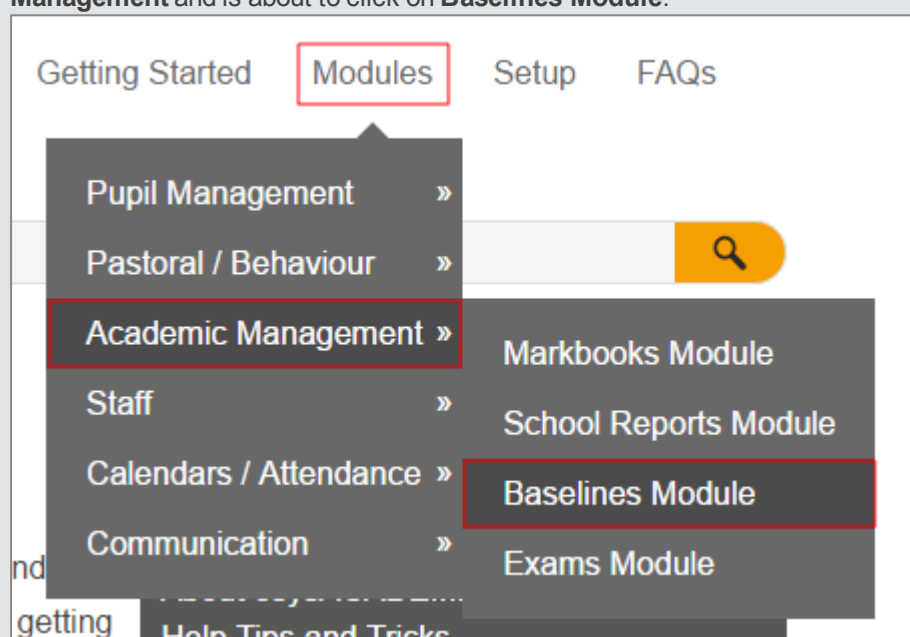 Management and is about to click on Baselines Module.
Getting Started Modules Setup FAQs
Pupil Management »
Pastoral / Behaviour »
Academic Management »
Staff »
Calendars / Attendance »
Communication »
Markbooks Module
School Reports Module
Baselines Module
Exams Module
nd
getting
Help Tips and Tricks